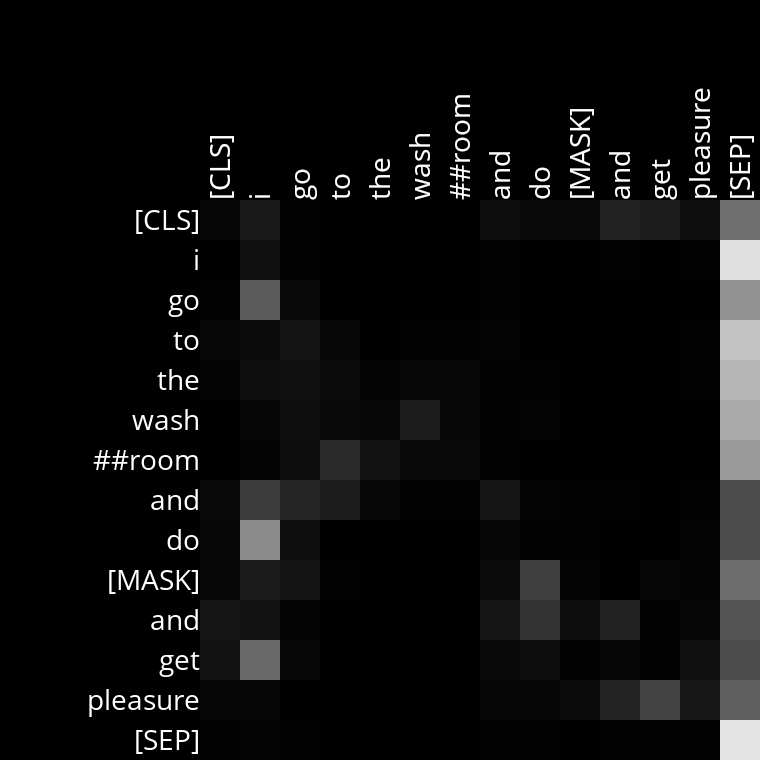 [CLS] i go to the wash ##room and do [MASK] and get pleasure [SEP]
[CLS]
i
go
to
the
wash
##room
and
do
[MASK]
and
get
pleasure
[SEP]